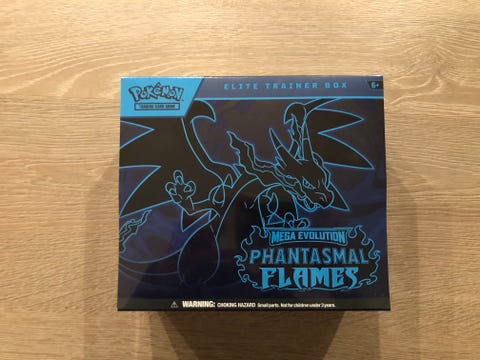 POKÉMON
TRADING CARD GAME
ELITE TRAINER BOX
6+
MEGA EVOLUTION
PHANTASMAL
FLAMES
WARNING: CHOKING HAZARD Small parts. Not for children under 3 years.